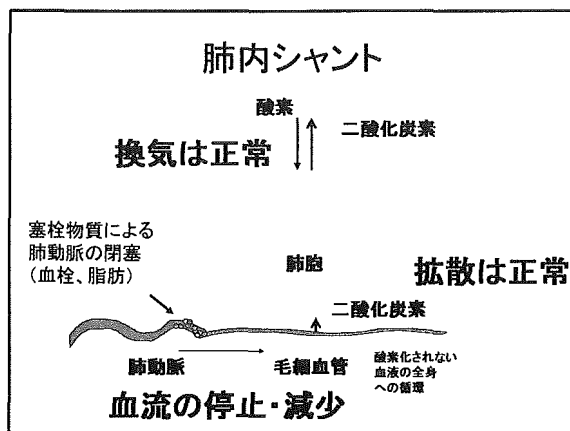 肺内シャント
酸素
二酸化炭素
換気は正常
塞栓物質による
肺動脈の閉塞
(血栓、脂肪)
肺胞
拡散は正常
二酸化炭素
肺動脈
毛細血管
酸素化されない
血液の全身
への循環
血流の停止・減少